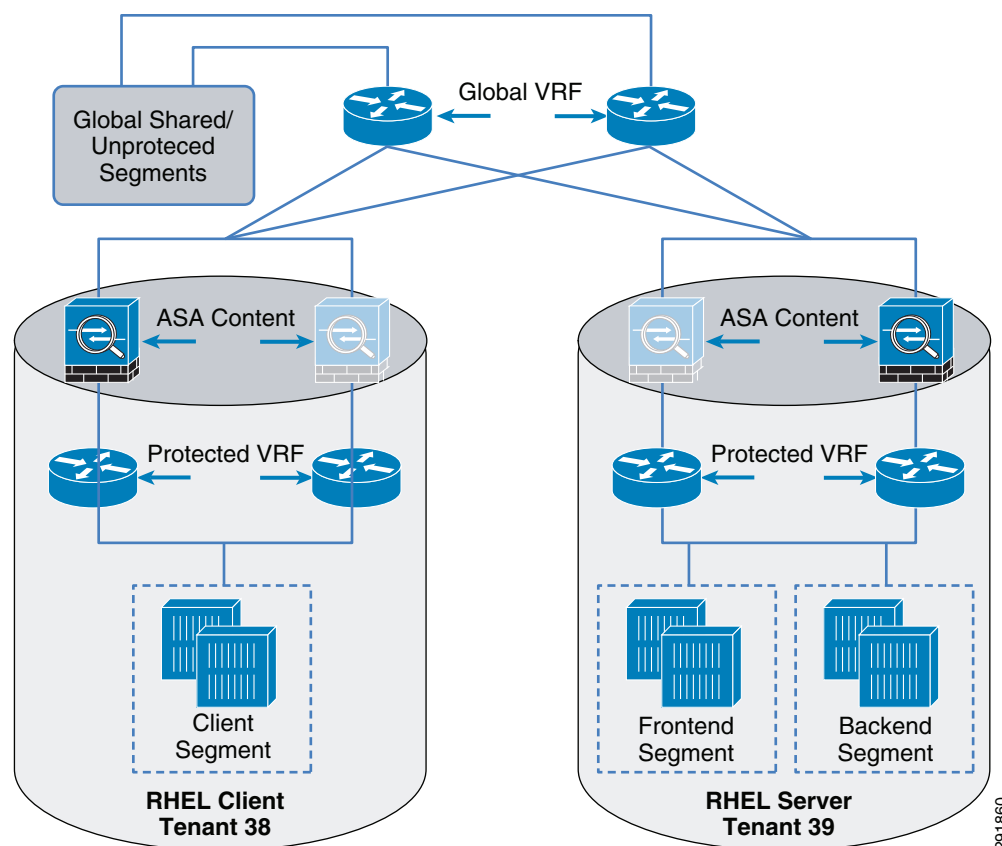 Global VRF
Global Shared/
Unproteced
Segments
ASA Content
ASA Content
Protected VRF
Protected VRF
Client
Segment
Frontend
Segment
Backend
Segment
RHEL Client
Tenant 38
RHEL Server
Tenant 39
291860